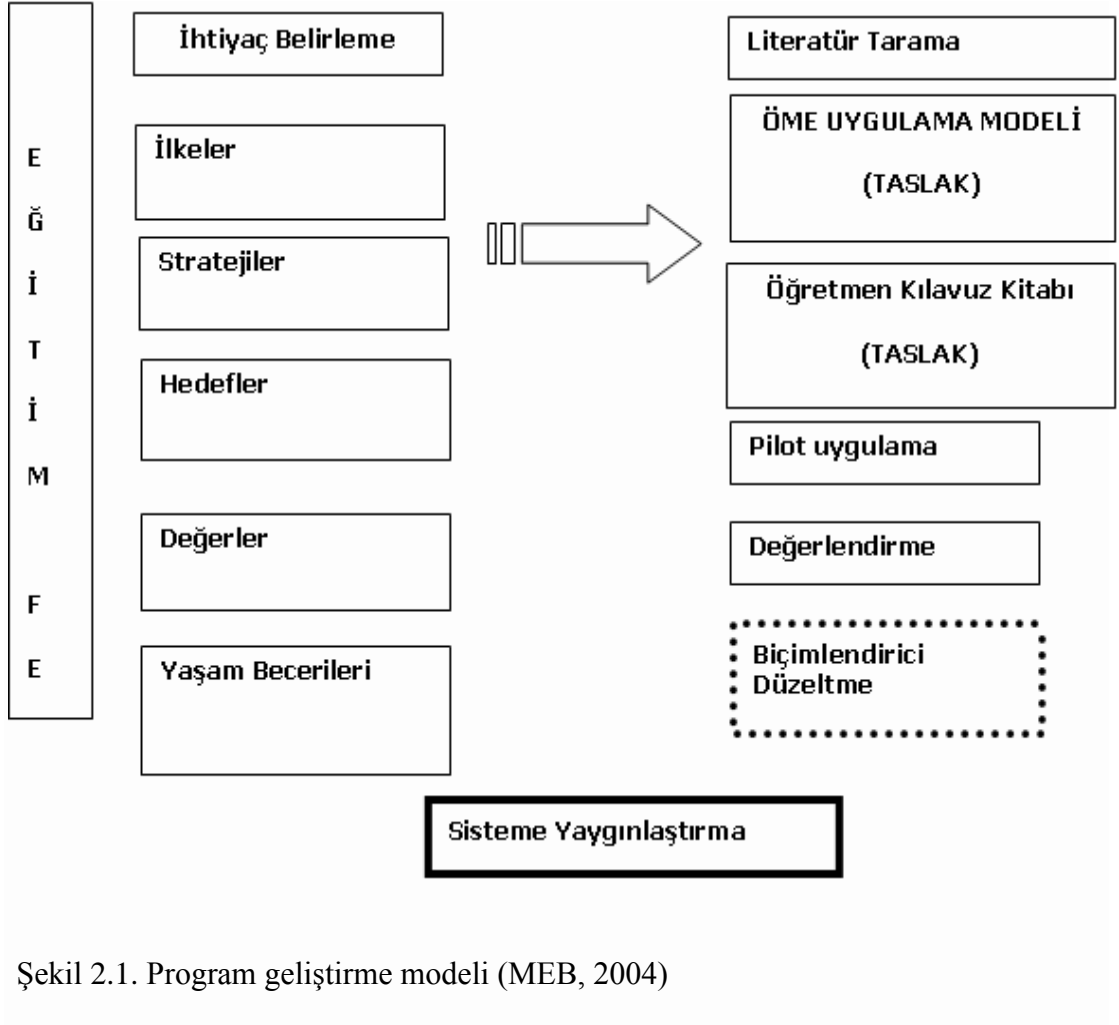 E
Ğ
İ
T
İ
M
F
E
İhtiyaç Belirleme
İlkeler
Stratejiler
Hedefler
Değerler
Yaşam Becerileri
Literatür Tarama
ÖME UYGULAMA MODELİ
(TASLAK)
Öğretmen Kılavuz Kitabı
(TASLAK)
Pilot uygulama
Değerlendirme
Biçimlendirici
Düzeltme
Sisteme Yaygınlaştırma
Şekil 2.1. Program geliştirme modeli (MEB, 2004)